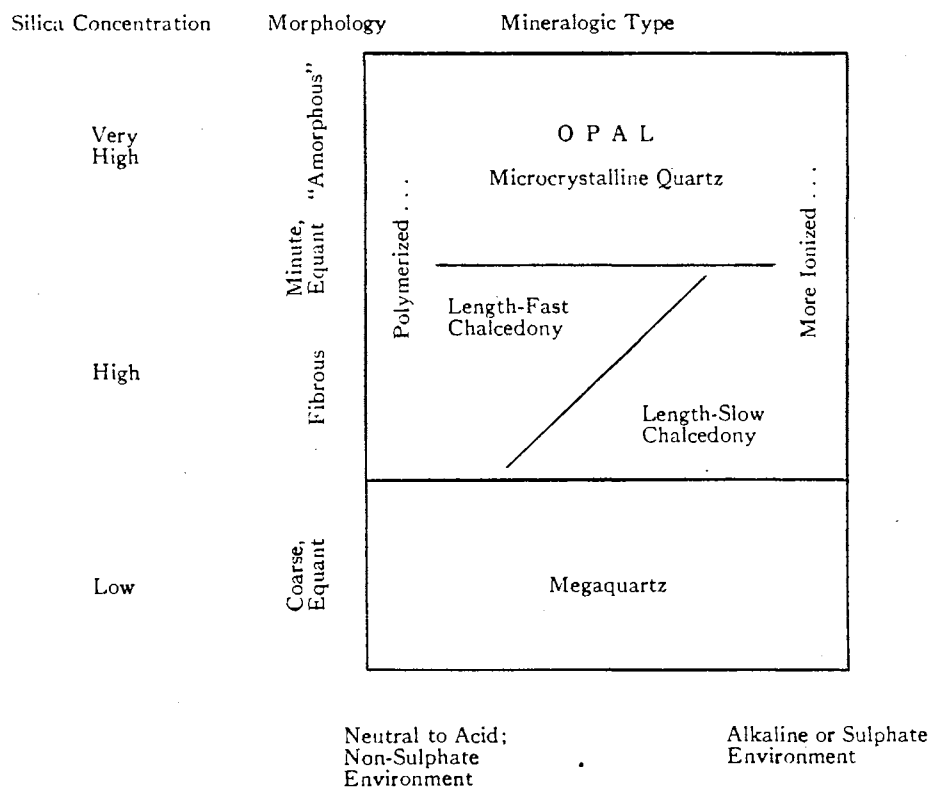 Silica Concentration Morphology Mineralogic Type
Very
High
"Amorphous"
O P A L
Microcrystalline Quartz
Minute,
Equant
Polymerized . . .
More Ionized . . .
Length-Fast
Chalcedony
High
Fibrous
Length-Slow
Chalcedony
Low
Coarse,
Equant
Megaquartz
Neutral to Acid;
Non-Sulphate
Environment
Alkaline or Sulphate
Environment